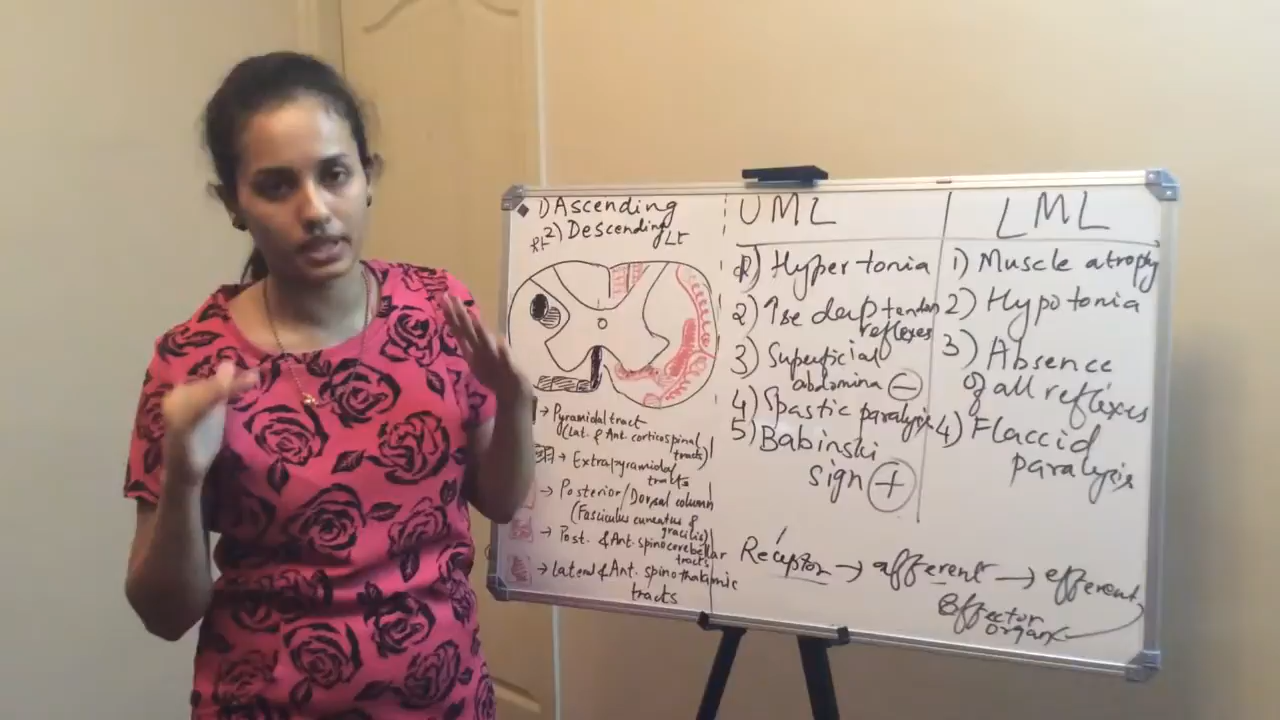 1) Ascending
2) Descending
Rt
Lt
→ Pyramidal tract
(Lat. & Ant. corticospinal
tracts)
→ Extrapyramidal
tracts
→ Posterior/Dorsal column
(Fasciculus cuneatus &
gracilis)
→ Post. & Ant. spinocerebellar
tracts
→ Lateral & Ant. spinothalamic
tracts
UML
1) Hypertonia
2) ↑se deep tendon
reflexes
3) Superficial
abdomina (−)
4) Spastic paralysis
5) Babinski
sign (+)
LML
1) Muscle atrophy
2) Hypotonia
3) Absence
of all reflexes
4) Flaccid
paralysis
Receptor → afferent → efferent
Effector
organ